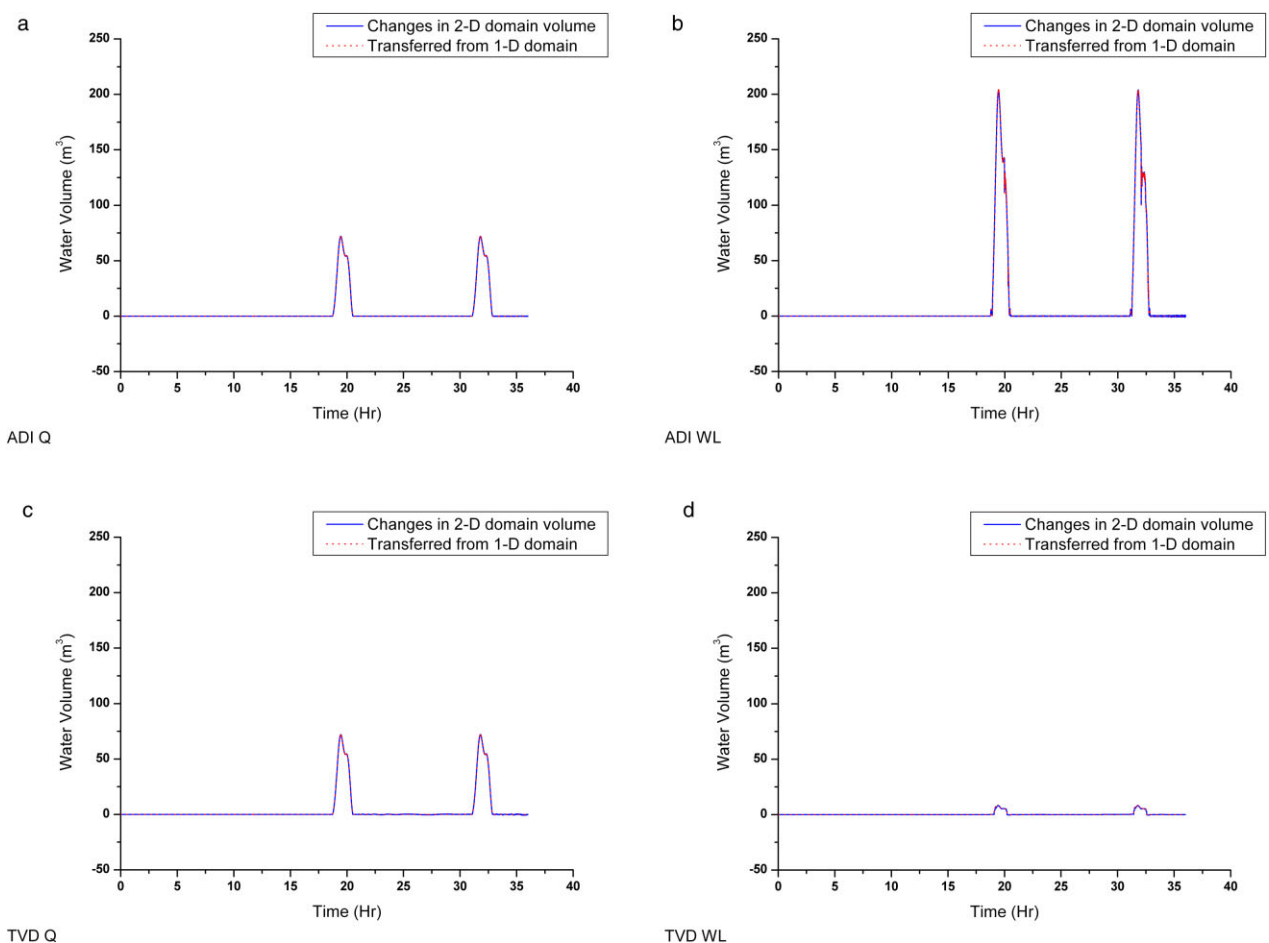 a
Changes in 2-D domain volume
Transferred from 1-D domain
250
200
150
100
50
0
-50
Water Volume (m³)
0 5 10 15 20 25 30 35 40
Time (Hr)
ADI Q
b
Changes in 2-D domain volume
Transferred from 1-D domain
250
200
150
100
50
0
-50
Water Volume (m³)
0 5 10 15 20 25 30 35 40
Time (Hr)
ADI WL
c
Changes in 2-D domain volume
Transferred from 1-D domain
250
200
150
100
50
0
-50
Water Volume (m³)
0 5 10 15 20 25 30 35 40
Time (Hr)
TVD Q
d
Changes in 2-D domain volume
Transferred from 1-D domain
250
200
150
100
50
0
-50
Water Volume (m³)
0 5 10 15 20 25 30 35 40
Time (Hr)
TVD WL